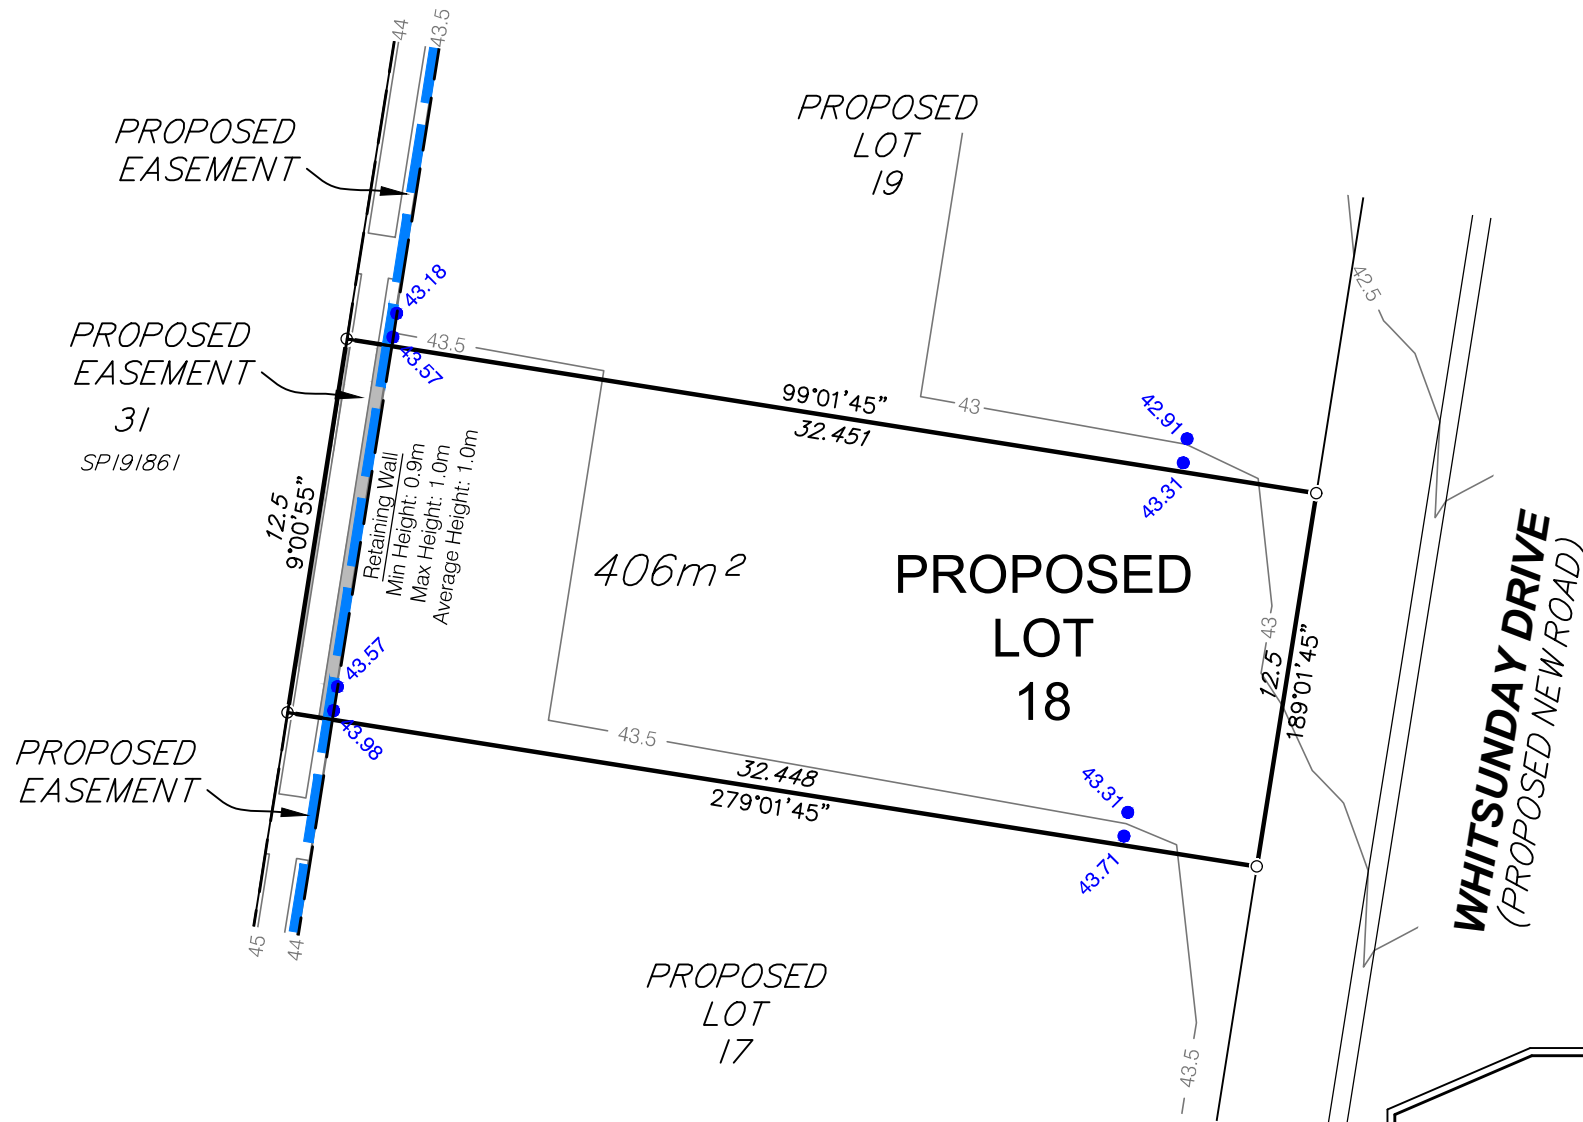 44
43.5
PROPOSED
EASEMENT
PROPOSED
LOT
19
42.5
43.18
43.57
43.5
PROPOSED
EASEMENT
31
SP191861
99°01'45"
32.451
43
42.91
43.31
12.5
9°00'55"
Retaining Wall
Min Height: 0.9m
Max Height: 1.0m
Average Height: 1.0m
406m²
PROPOSED
LOT
18
43
12.5
189°01'45"
WHITSUNDAY DRIVE
(PROPOSED NEW ROAD)
43.57
43.98
43.5
PROPOSED
EASEMENT
32.448
279°01'45"
43.31
43.71
45
44
PROPOSED
LOT
17
43.5